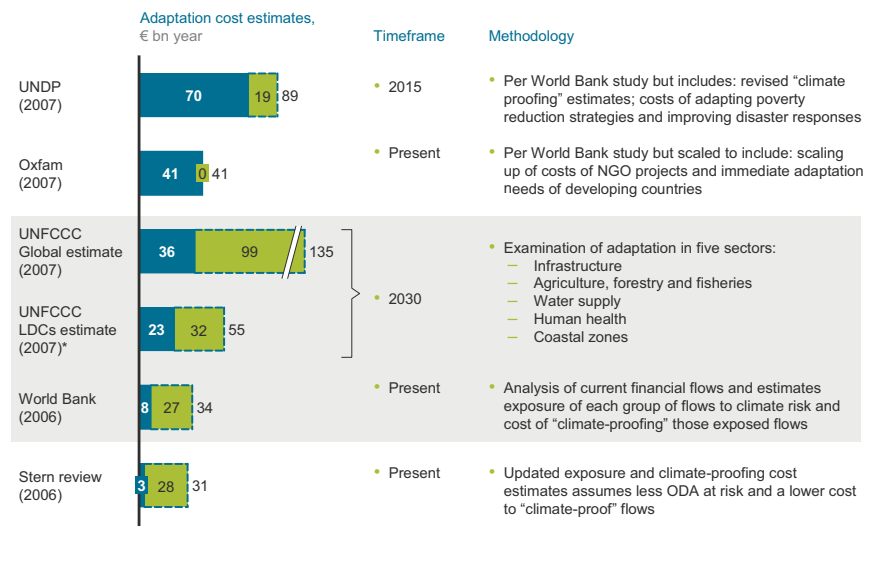 Adaptation cost estimates,
€ bn year
Timeframe
Methodology
UNDP
(2007)
70
19
89
• 2015
• Per World Bank study but includes: revised “climate
proofing” estimates; costs of adapting poverty
reduction strategies and improving disaster responses
Oxfam
(2007)
41
0
41
• Present
• Per World Bank study but scaled to include: scaling
up of costs of NGO projects and immediate adaptation
needs of developing countries
UNFCCC
Global estimate
(2007)
36
99
135
UNFCCC
LDCs estimate
(2007)*
23
32
55
• 2030
• Examination of adaptation in five sectors:
– Infrastructure
– Agriculture, forestry and fisheries
– Water supply
– Human health
– Coastal zones
World Bank
(2006)
8
27
34
• Present
• Analysis of current financial flows and estimates
exposure of each group of flows to climate risk and
cost of “climate-proofing” those exposed flows
Stern review
(2006)
3
28
31
• Present
• Updated exposure and climate-proofing cost
estimates assumes less ODA at risk and a lower cost
to “climate-proof” flows